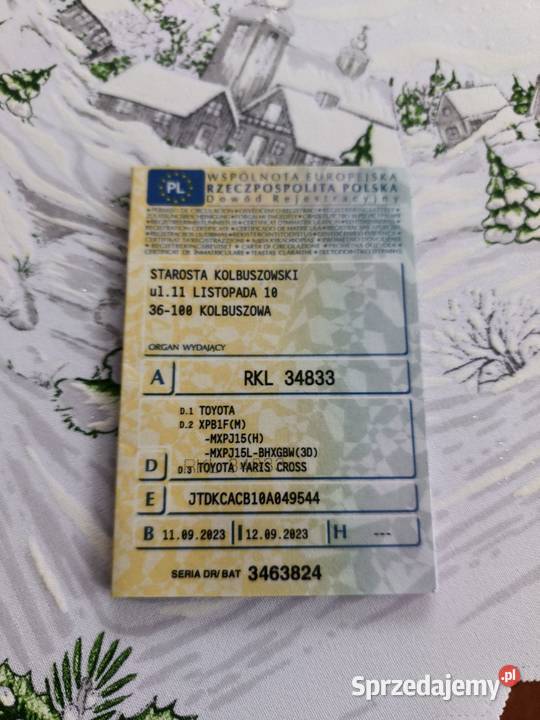 PL
WSPÓLNOTA EUROPEJSKA
RZECZPOSPOLITA POLSKA
Dowód Rejestracyjny
STAROSTA KOLBUSZOWSKI
ul.11 LISTOPADA 10
36-100 KOLBUSZOWA
ORGAN WYDAJĄCY
A RKL 34833
D.1 TOYOTA
D.2 XPB1F(M)
-MXPJ15(H)
-MXPJ15L-BHXGBW(3D)
D D.3 TOYOTA YARIS CROSS
E JTDKCACB10A049544
B 11.09.2023 I 12.09.2023 H ---
SERIA DR/BAT 3463824
Sprzedajemy.pl